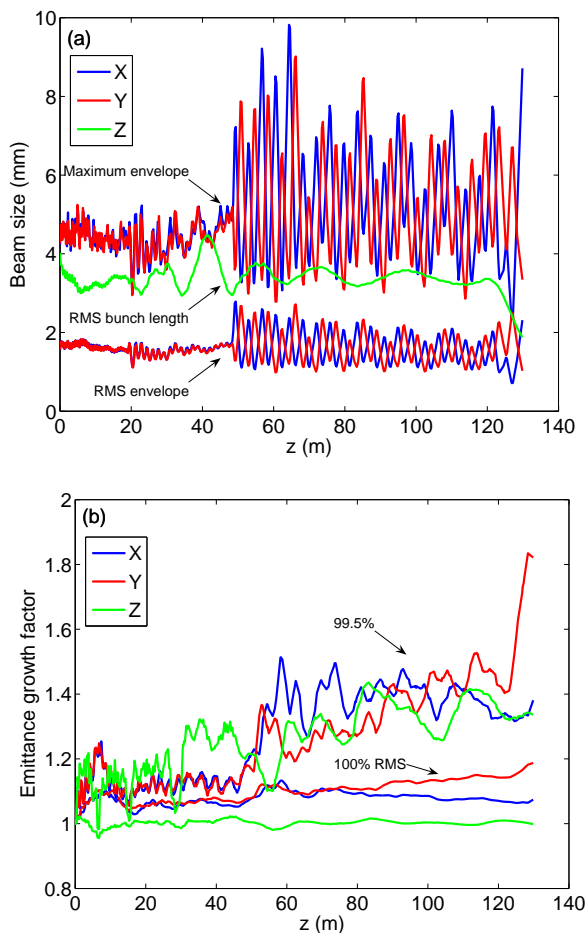 (a)
X
Y
Z
Maximum envelope
RMS bunch length
RMS envelope
Beam size (mm)
10
8
6
4
2
0
0 20 40 60 80 100 120 140
z (m)
(b)
X
Y
Z
99.5%
100% RMS
Emittance growth factor
2
1.8
1.6
1.4
1.2
1
0.8
0 20 40 60 80 100 120 140
z (m)